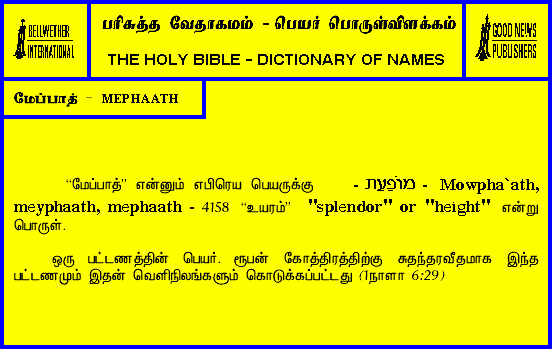 BELLWETHER
INTERNATIONAL
பரிசுத்த வேதாகமம் - பெயர் பொருள்விளக்கம்
THE HOLY BIBLE - DICTIONARY OF NAMES
GOOD NEWS
PUBLISHERS
மேப்பாத் - MEPHAATH
“மேப்பாத்” என்னும் எபிரெய பெயருக்கு - מוֹפָעַת - Mowpha`ath,
meyphaath, mephaath - 4158 “உயரம்” "splendor" or "height" என்று
பொருள்.
ஒரு பட்டணத்தின் பெயர். ரூபன் கோத்திரத்திற்கு சுதந்தரவீதமாக இந்த
பட்டணமும் இதன் வெளிநிலங்களும் கொடுக்கப்பட்டது (1நாளா 6:29)